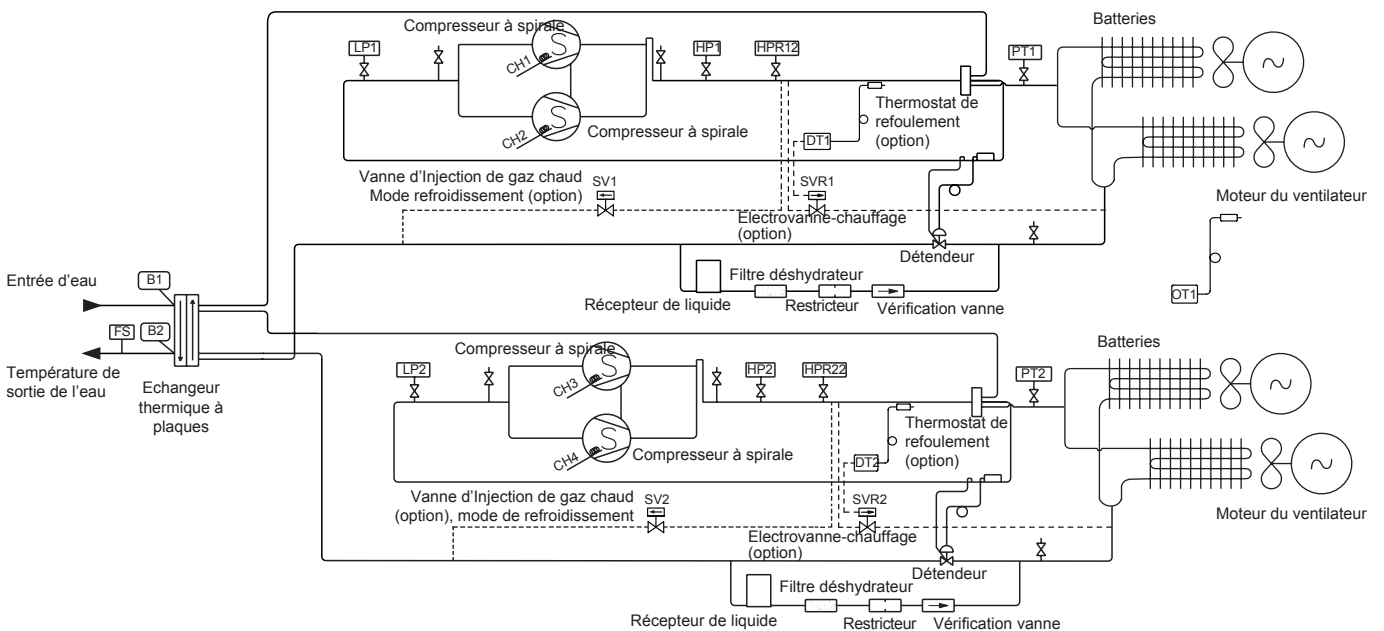 Compresseur à spirale
Batteries
LP1
HP1
HPR12
PT1
CH1
CH2
Compresseur à spirale
Thermostat de
refoulement
(option)
DT1
Vanne d'Injection de gaz chaud
Mode refroidissement (option)
SV1
SVR1
Moteur du ventilateur
Electrovanne-chauffage
(option)
Détendeur
Entrée d'eau
B1
Filtre déshydrateur
OT1
Récepteur de liquide
Restricteur
Vérification vanne
FS
B2
Température de
sortie de l'eau
Echangeur
thermique à
plaques
Compresseur à spirale
Batteries
LP2
HP2
HPR22
PT2
CH3
CH4
Compresseur à spirale
Thermostat de
refoulement
(option)
DT2
Vanne d'Injection de gaz chaud
(option), mode de refroidissement
SV2
SVR2
Moteur du ventilateur
Electrovanne-chauffage
(option)
Détendeur
Filtre déshydrateur
Récepteur de liquide
Restricteur
Vérification vanne